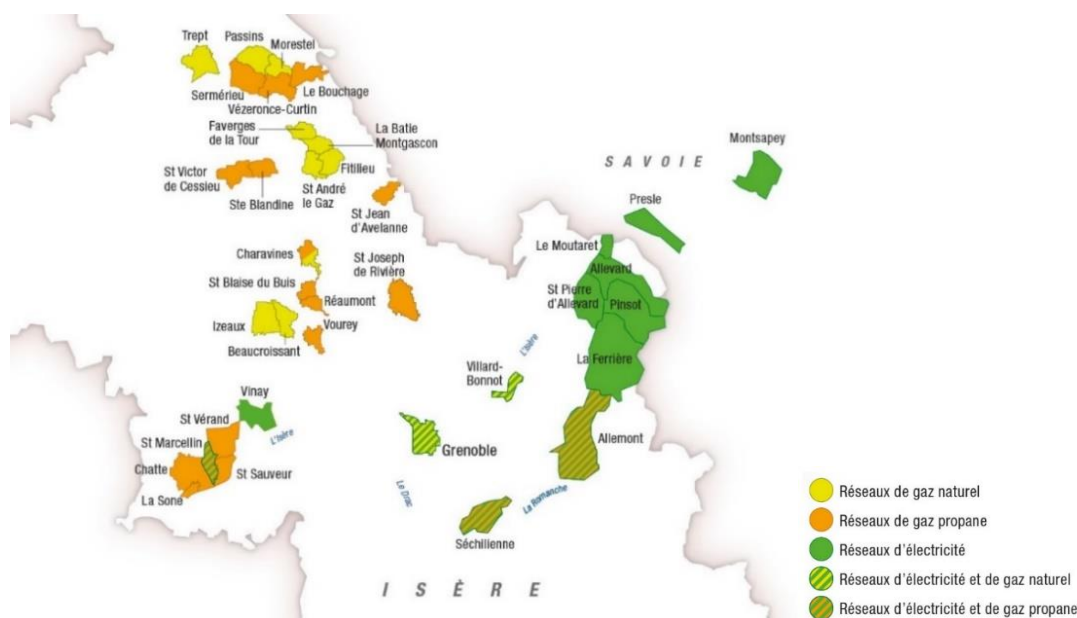 Trept
Passins
Morestel
Sermérieu
Le Bouchage
Vézeronce-Curtin
Faverges
de la Tour
La Batie
Montgascon
St Victor
de Cessieu
Fitilieu
Ste Blandine
St André
le Gaz
St Jean
d'Avelanne
SAVOIE
Montsapey
Presle
Charavines
St Joseph
de Rivière
Le Moutaret
Allevard
St Blaise du Buis
St Pierre
d'Allevard
Pinsot
Réaumont
Izeaux
Vourey
Beaucroissant
L'Isère
La Ferrière
Villard-
Bonnot
Vinay
St Vérand
L'Isère
St Marcellin
Grenoble
Allemont
Chatte
St Sauveur
La Sone
Le Drac
La Romanche
Séchilienne
ISÈRE
Réseaux de gaz naturel
Réseaux de gaz propane
Réseaux d'électricité
Réseaux d'électricité et de gaz naturel
Réseaux d'électricité et de gaz propane